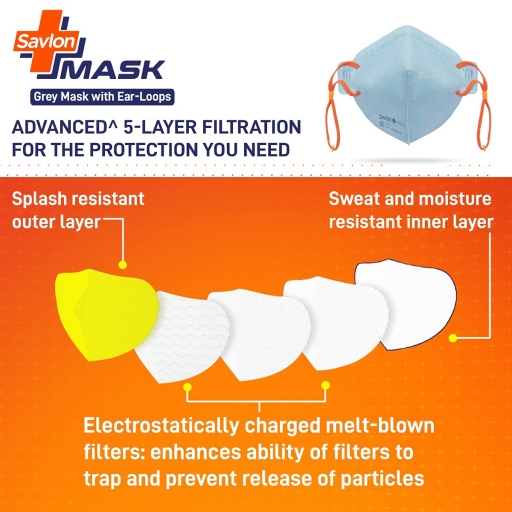 Savlon
MASK
Grey Mask with Ear-Loops
ADVANCED^ 5-LAYER FILTRATION
FOR THE PROTECTION YOU NEED
Savlon
Savlon
Splash resistant
outer layer
Sweat and moisture
resistant inner layer
Electrostatically charged melt-blown
filters: enhances ability of filters to
trap and prevent release of particles